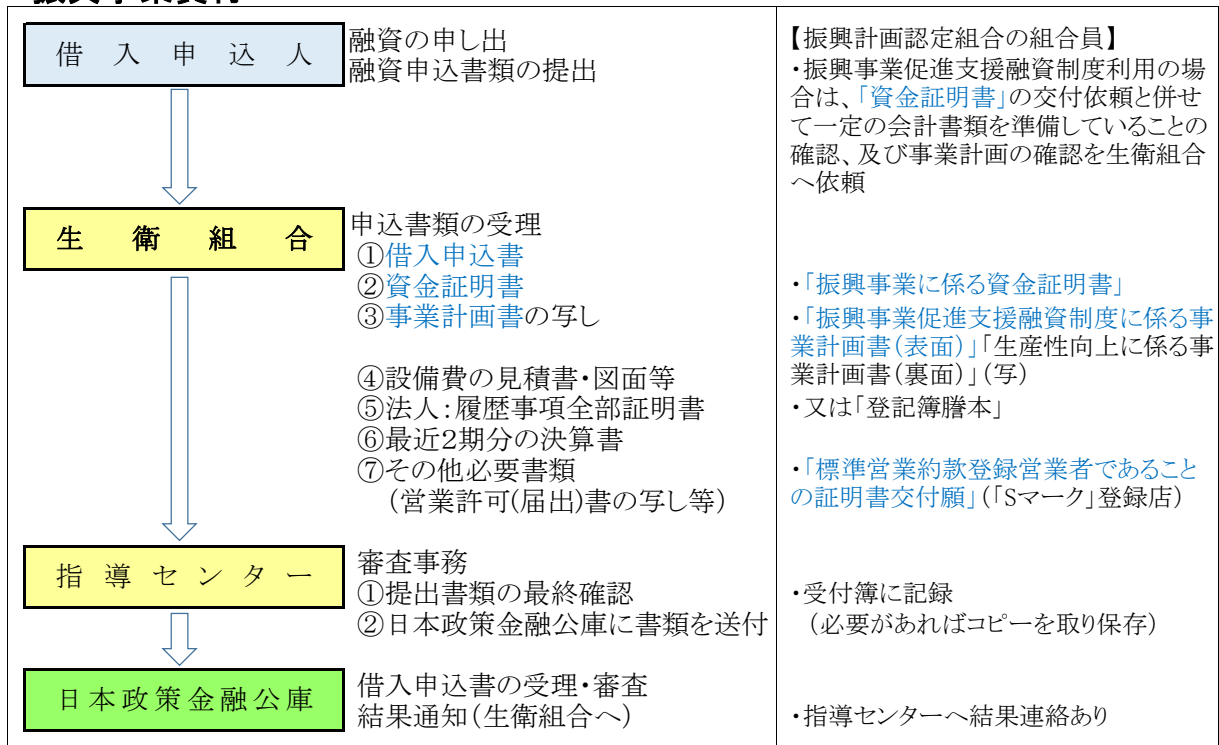 借入申込人
融資の申し出
融資申込書類の提出
【振興計画認定組合の組合員】
・振興事業促進支援融資制度利用の場
合は、「資金証明書」の交付依頼と併せ
て一定の会計書類を準備していることの
確認、及び事業計画の確認を生衛組合
へ依頼
生衛組合
申込書類の受理
①借入申込書
②資金証明書
③事業計画書の写し
・「振興事業に係る資金証明書」
・「振興事業促進支援融資制度に係る事
業計画書(表面)」「生産性向上に係る事
業計画書(裏面)」(写)
④設備費の見積書・図面等
⑤法人:履歴事項全部証明書
・又は「登記簿謄本」
⑥最近2期分の決算書
⑦その他必要書類
(営業許可(届出)書の写し等)
・「標準営業約款登録営業者であること
の証明書交付願」(「Sマーク」登録店)
指導センター
審査事務
①提出書類の最終確認
②日本政策金融公庫に書類を送付
・受付簿に記録
(必要があればコピーを取り保存)
日本政策金融公庫
借入申込書の受理・審査
結果通知(生衛組合へ)
・指導センターへ結果連絡あり